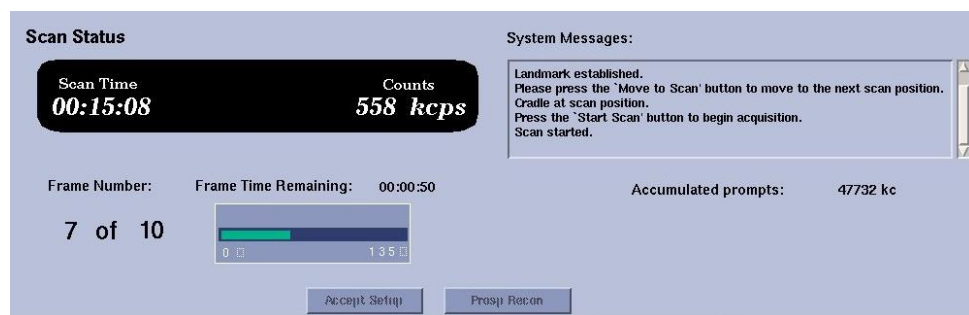 Scan Status
System Messages:
Scan Time
00:15:08
Counts
558 kcps
Landmark established.
Please press the `Move to Scan' button to move to the next scan position.
Cradle at scan position.
Press the `Start Scan' button to begin acquisition.
Scan started.
Frame Number:
Frame Time Remaining: 00:00:50
Accumulated prompts: 47732 kc
7 of 10
0
135
Accept Setup
Prosp Recon